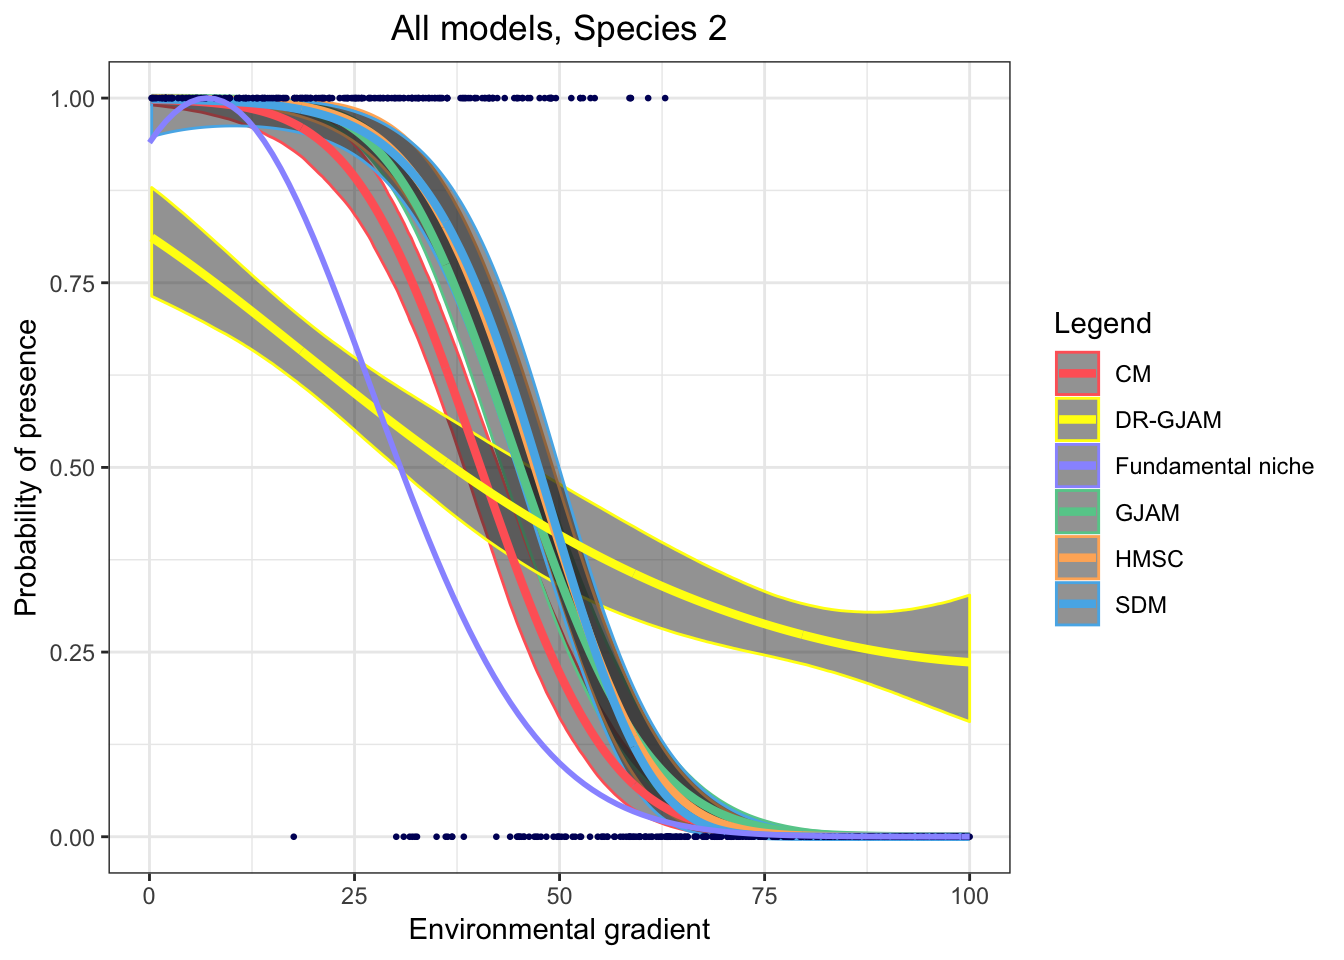 All models, Species 2
Probability of presence
1.00
0.75
0.50
0.25
0.00
0
25
50
75
100
Environmental gradient
Legend
CM
DR-GJAM
Fundamental niche
GJAM
HMSC
SDM